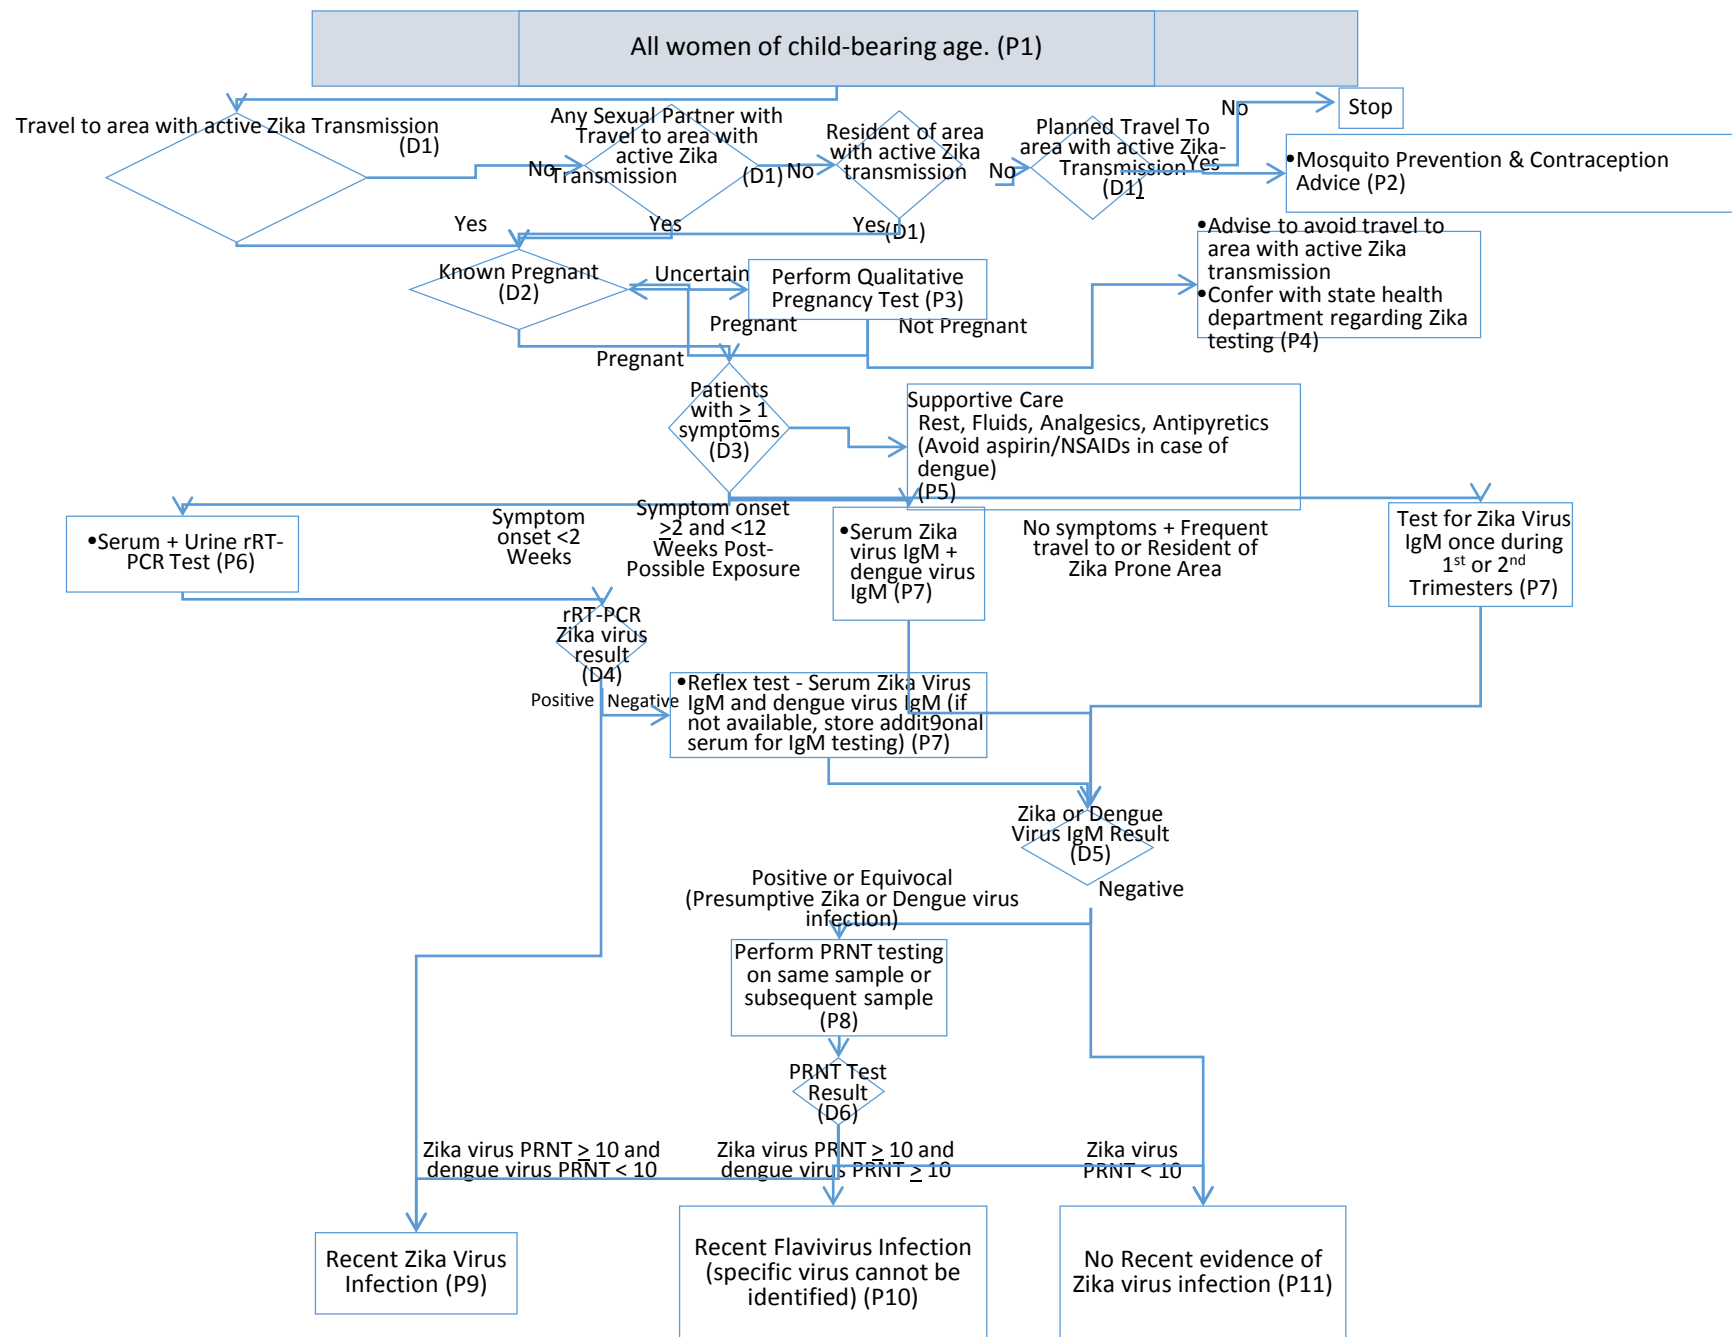 All women of child-bearing age. (P1)
Travel to area with active Zika Transmission
(D1)
No
Any Sexual Partner with
Travel to area with
active Zika
(D1)
Transmission
No
Resident of area
with active Zika
transmission
(D1)
No
Planned Travel To
area with active Zika-
Transmission
(D1)
No
Stop
Yes
•Mosquito Prevention & Contraception
Advice (P2)
Yes
Yes
Yes
Known Pregnant
(D2)
Uncertain
Perform Qualitative
Pregnancy Test (P3)
•Advise to avoid travel to
area with active Zika
transmission
•Confer with state health
department regarding Zika
testing (P4)
Pregnant
Not Pregnant
Pregnant
Patients
with ≥ 1
symptoms
(D3)
Supportive Care
Rest, Fluids, Analgesics, Antipyretics
(Avoid aspirin/NSAIDs in case of
dengue)
(P5)
•Serum + Urine rRT-
PCR Test (P6)
Symptom
onset <2
Weeks
Symptom onset
≥2 and <12
Weeks Post-
Possible Exposure
•Serum Zika
virus IgM +
dengue virus
IgM (P7)
No symptoms + Frequent
travel to or Resident of
Zika Prone Area
Test for Zika Virus
IgM once during
1st or 2nd
Trimesters (P7)
rRT-PCR
Zika virus
result
(D4)
Positive
Negative
•Reflex test - Serum Zika Virus
IgM and dengue virus IgM (if
not available, store addit9onal
serum for IgM testing) (P7)
Zika or Dengue
Virus IgM Result
(D5)
Positive or Equivocal
(Presumptive Zika or Dengue virus
infection)
Negative
Perform PRNT testing
on same sample or
subsequent sample
(P8)
PRNT Test
Result
(D6)
Zika virus PRNT ≥ 10 and
dengue virus PRNT < 10
Zika virus PRNT ≥ 10 and
dengue virus PRNT ≥ 10
Zika virus
PRNT < 10
Recent Zika Virus
Infection (P9)
Recent Flavivirus Infection
(specific virus cannot be
identified) (P10)
No Recent evidence of
Zika virus infection (P11)